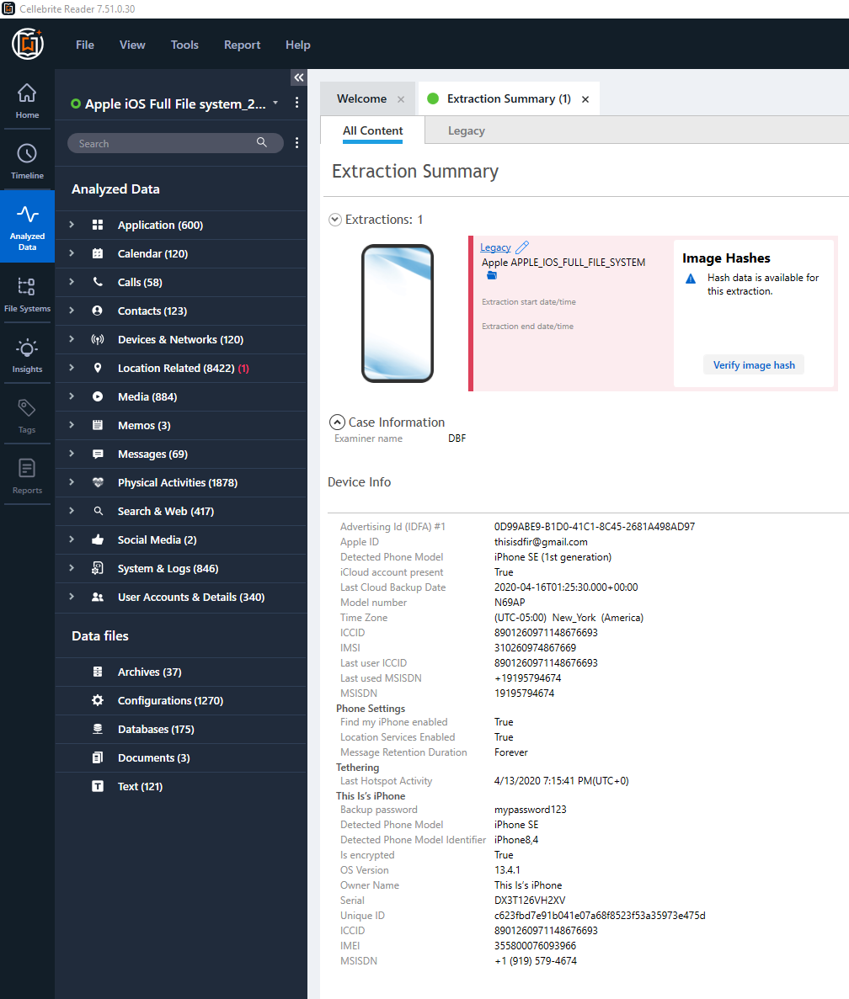 Cellebrite Reader 7.51.0.30
File View Tools Report Help
Home
Timeline
Analyzed Data
File Systems
Insights
Tags
Reports
Apple iOS Full File system_2...
Search
Analyzed Data
Application (600)
Calendar (120)
Calls (58)
Contacts (123)
Devices & Networks (120)
Location Related (8422) (1)
Media (884)
Memos (3)
Messages (69)
Physical Activities (1878)
Search & Web (417)
Social Media (2)
System & Logs (846)
User Accounts & Details (340)
Data files
Archives (37)
Configurations (1270)
Databases (175)
Documents (3)
Text (121)
Welcome Extraction Summary (1)
All Content Legacy
Extraction Summary
Extractions: 1
Legacy
Apple APPLE_IOS_FULL_FILE_SYSTEM
Extraction start date/time
Extraction end date/time
Image Hashes
Hash data is available for
this extraction.
Verify image hash
Case Information
Examiner name DBF
Device Info
Advertising Id (IDFA) #1 0D99ABE9-B1D0-41C1-8C45-2681A498AD97
Apple ID thisisdfir@gmail.com
Detected Phone Model iPhone SE (1st generation)
iCloud account present True
Last Cloud Backup Date 2020-04-16T01:25:30.000+00:00
Model number N69AP
Time Zone (UTC-05:00) New_York (America)
ICCID 8901260971148676693
IMSI 310260974867669
Last user ICCID 8901260971148676693
Last used MSISDN +19195794674
MSISDN 19195794674
Phone Settings
Find my iPhone enabled True
Location Services Enabled True
Message Retention Duration Forever
Tethering
Last Hotspot Activity 4/13/2020 7:15:41 PM(UTC+0)
This Is's iPhone
Backup password mypassword123
Detected Phone Model iPhone SE
Detected Phone Model Identifier iPhone8,4
Is encrypted True
OS Version 13.4.1
Owner Name This Is's iPhone
Serial DX3T126VH2XV
Unique ID c623fbd7e91b041e07a68f8523f53a35973e475d
ICCID 8901260971148676693
IMEI 355800076093966
MSISDN +1 (919) 579-4674